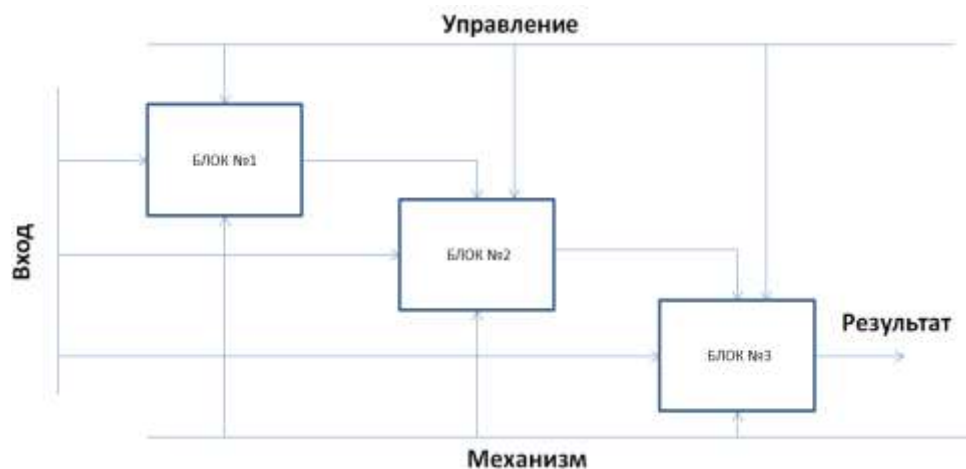 Управление
БЛОК №1
Вход
БЛОК №2
Результат
БЛОК №3
Механизм